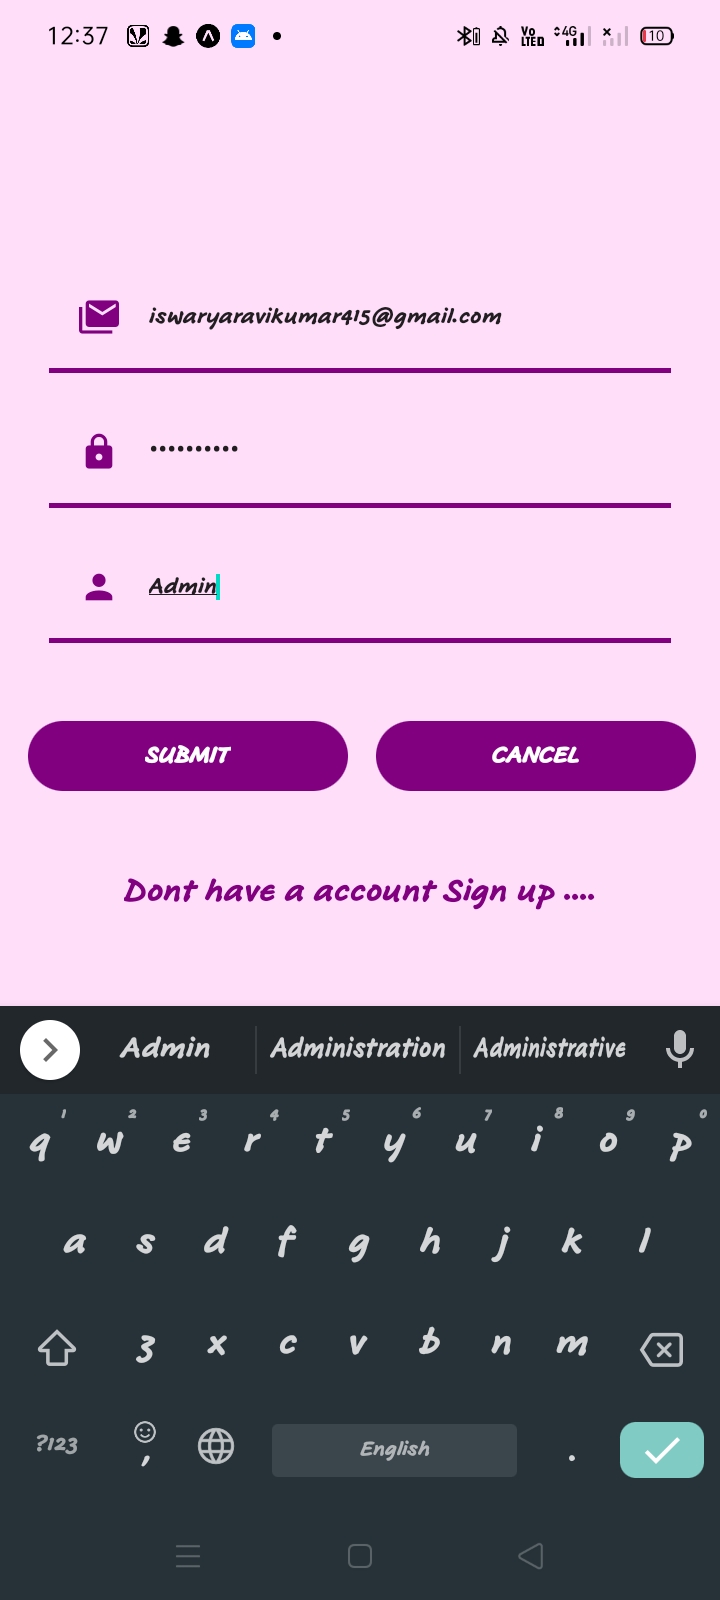 12:37
Vo LTE D 4G 10
iswaryaravikumar415@gmail.com
••••••••••
Admin
SUBMIT CANCEL
Dont have a account Sign up ....
Admin Administration Administrative
1 2 3 4 5 6 7 8 9 0
q w e r t y u i o p
a s d f g h j k l
z x c v b n m
?123 , English .